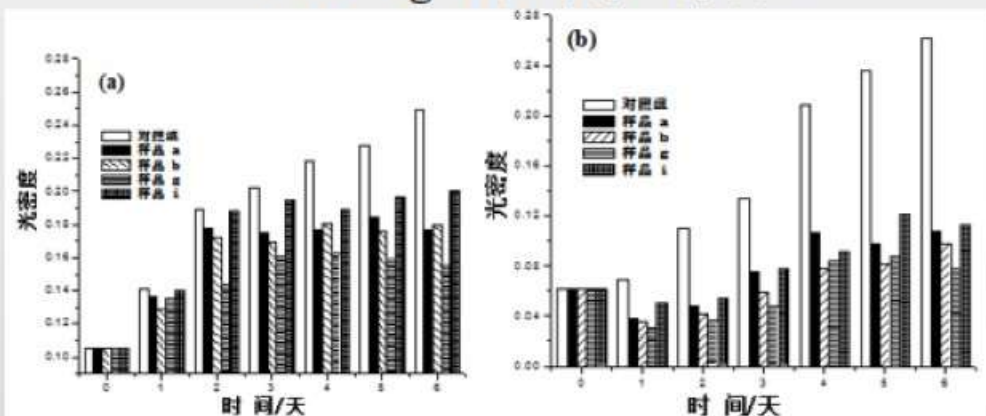 (a)
0.28
0.26
0.24
0.22
0.20
0.18
0.16
0.14
0.12
0.10
光密度
对照组
样品 a
样品 b
样品 g
样品 i
0 1 2 3 4 5 6
时 间/天
(b)
0.28
0.24
0.20
0.16
0.12
0.08
0.04
0.00
光密度
对照组
样品 a
样品 b
样品 g
样品 i
0 1 2 3 4 5 6
时 间/天